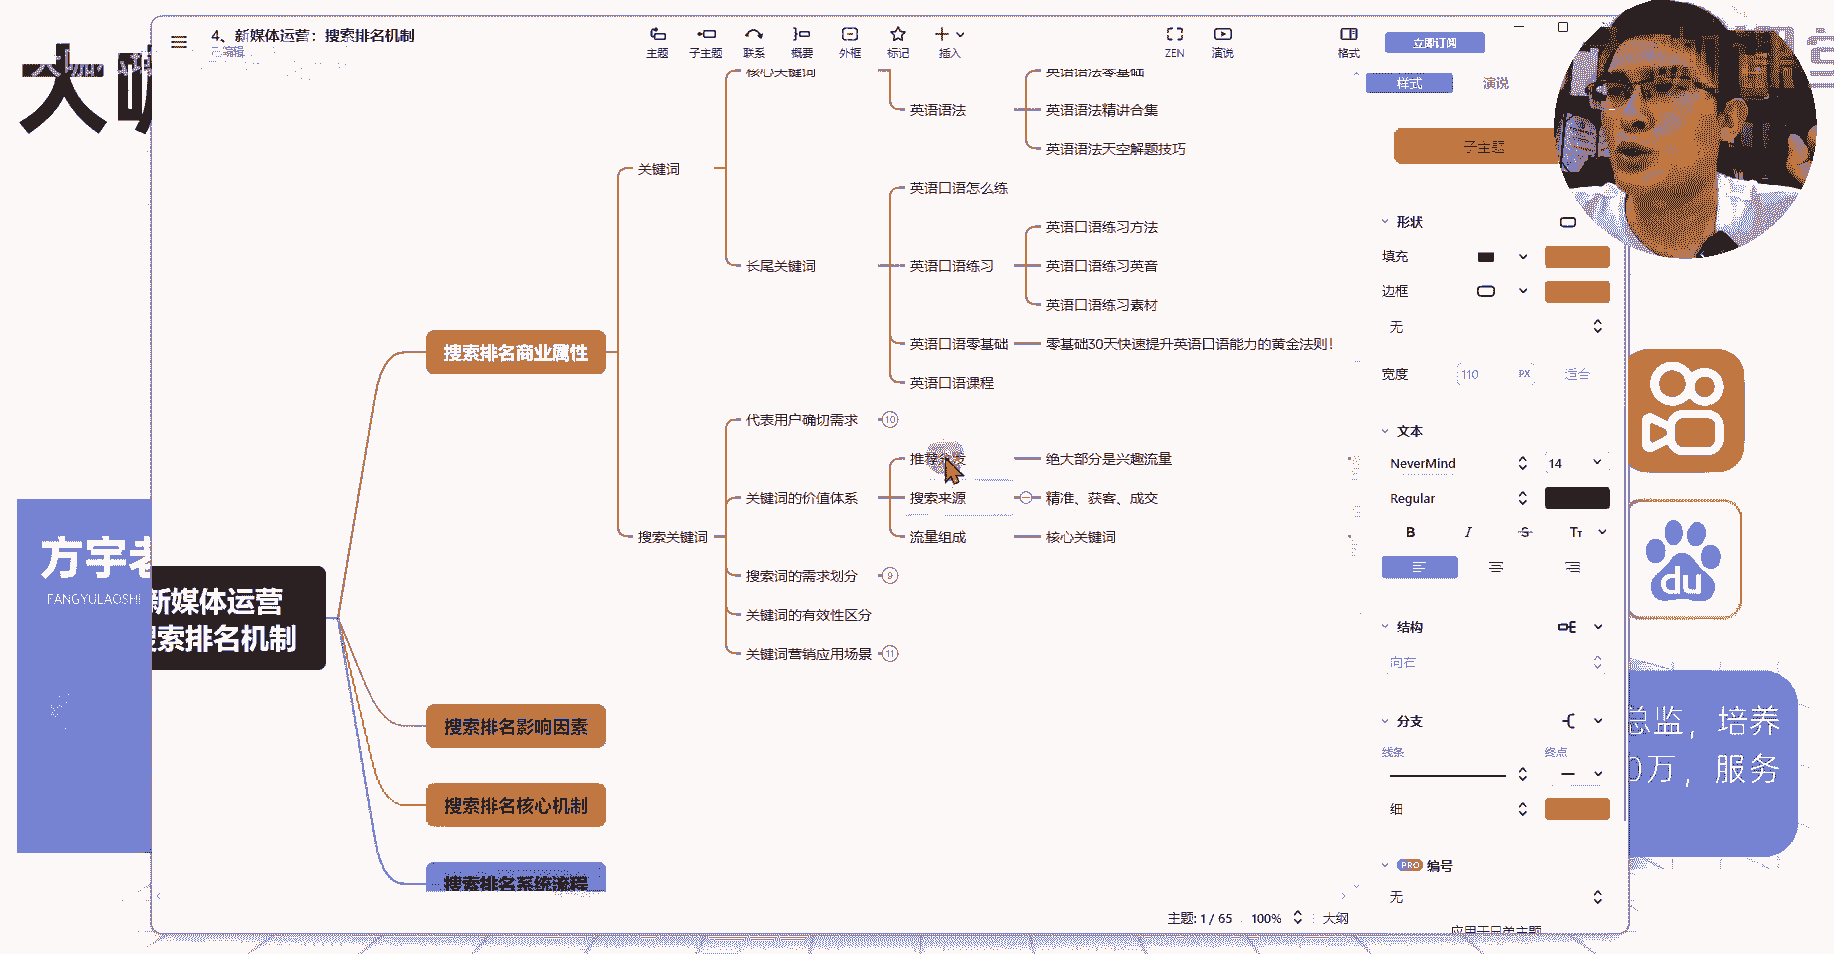 4、新媒体运营：搜索排名机制
已编辑
主题
子主题
联系
概要
外框
标记
插入
ZEN
演说
格式
立即订阅
样式
演说
子主题
形状
填充
边框
无
宽度
110
PX
适合
文本
NeverMind
14
Regular
B
I
S
结构
向右
分支
线条
终点
细
PRO
编号
无
应用于兄弟主题
核心关键词
英语语法零基础
英语语法
英语语法精讲合集
英语语法天空解题技巧
关键词
英语口语怎么练
英语口语练习方法
长尾关键词
英语口语练习
英语口语练习英音
英语口语练习素材
搜索排名商业属性
英语口语零基础
零基础30天快速提升英语口语能力的黄金法则！
英语口语课程
代表用户确切需求
10
推荐分发
绝大部分是兴趣流量
关键词的价值体系
搜索来源
精准、获客、成交
搜索关键词
流量组成
核心关键词
搜索词的需求划分
9
关键词的有效性区分
关键词营销应用场景
11
新媒体运营
搜索排名机制
搜索排名影响因素
搜索排名核心机制
搜索排名系统流程
主题: 1 / 65
100%
大纲
大
方宇老
FANGYULAOSHI
du
总监，培养
0万，服务